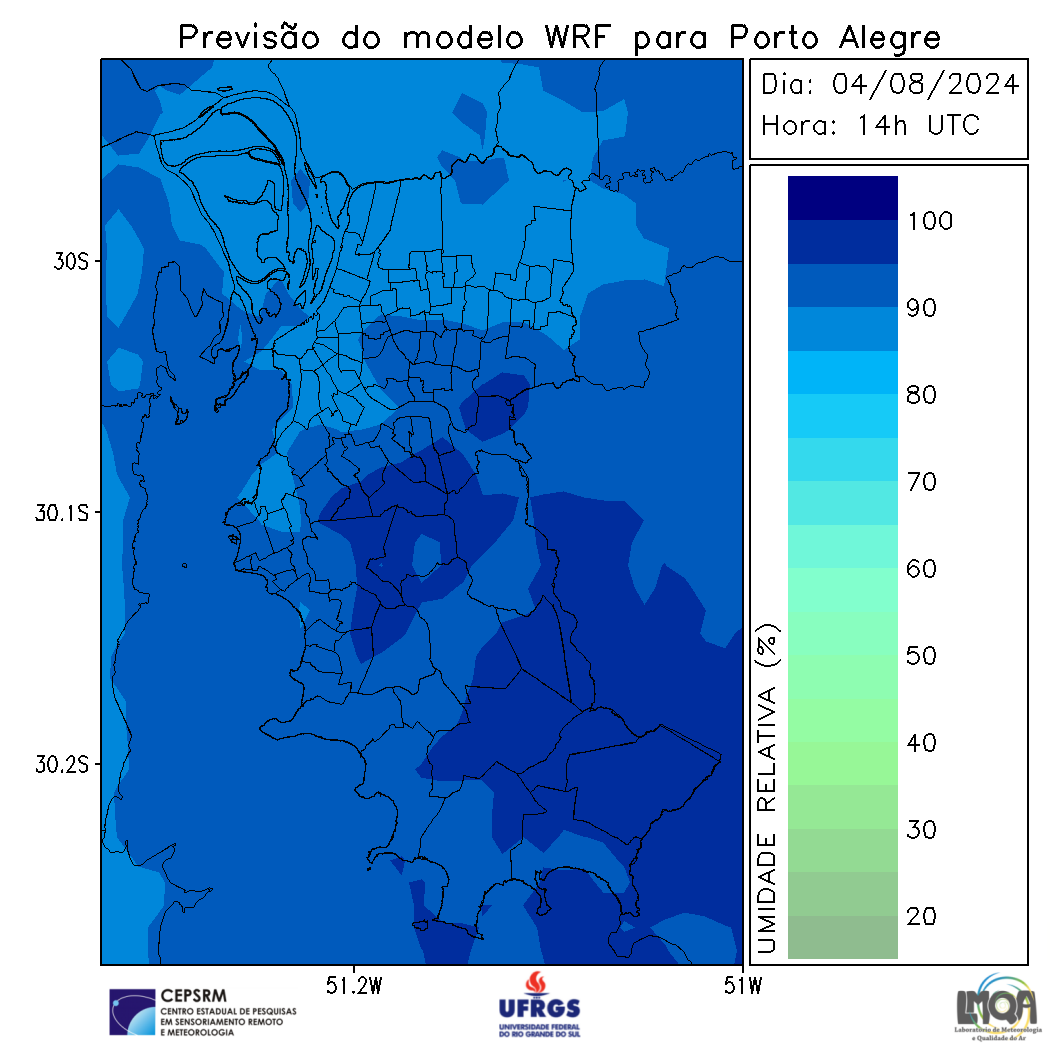 Previsão do modelo WRF para Porto Alegre
Dia: 04/08/2024
Hora: 14h UTC
30S
30.1S
30.2S
51.2W
51W
UMIDADE RELATIVA (%)
100
90
80
70
60
50
40
30
20
CEPSRM
CENTRO ESTADUAL DE PESQUISAS
EM SENSORIAMENTO REMOTO
E METEOROLOGIA
UFRGS
UNIVERSIDADE FEDERAL
DO RIO GRANDE DO SUL
LMQA
Laboratório de Meteorologia
e Qualidade do Ar